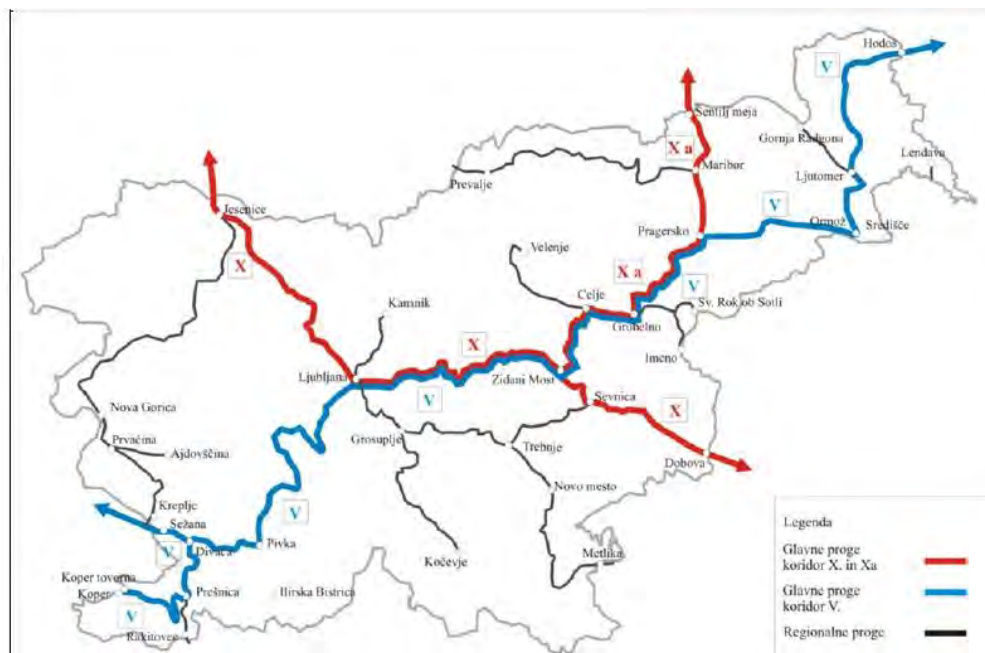 Hodoš
V
Šentilj meja
Gornja Radgona
X a
Maribor
Lendava
Ljutomer
Prevalje
Jesenice
V
Ormož
Središče
Pragersko
Velenje
X
X a
V
Celje
Kamnik
Sv. Rok ob Sotli
Grobelno
X
Imeno
Ljubljana
Zidani Most
V
Sevnica
X
Nova Gorica
Grosuplje
Prvačina
Trebnje
Ajdovščina
Dobova
Novo mesto
Kreplje
V
Sežana
Legenda
V
Divača
Pivka
Kočevje
Metlika
Glavne proge
koridor X. in Xa
Koper tovorna
Koper
Prešnica
Ilirska Bistrica
Glavne proge
koridor V.
V
Rakitovec
Regionalne proge